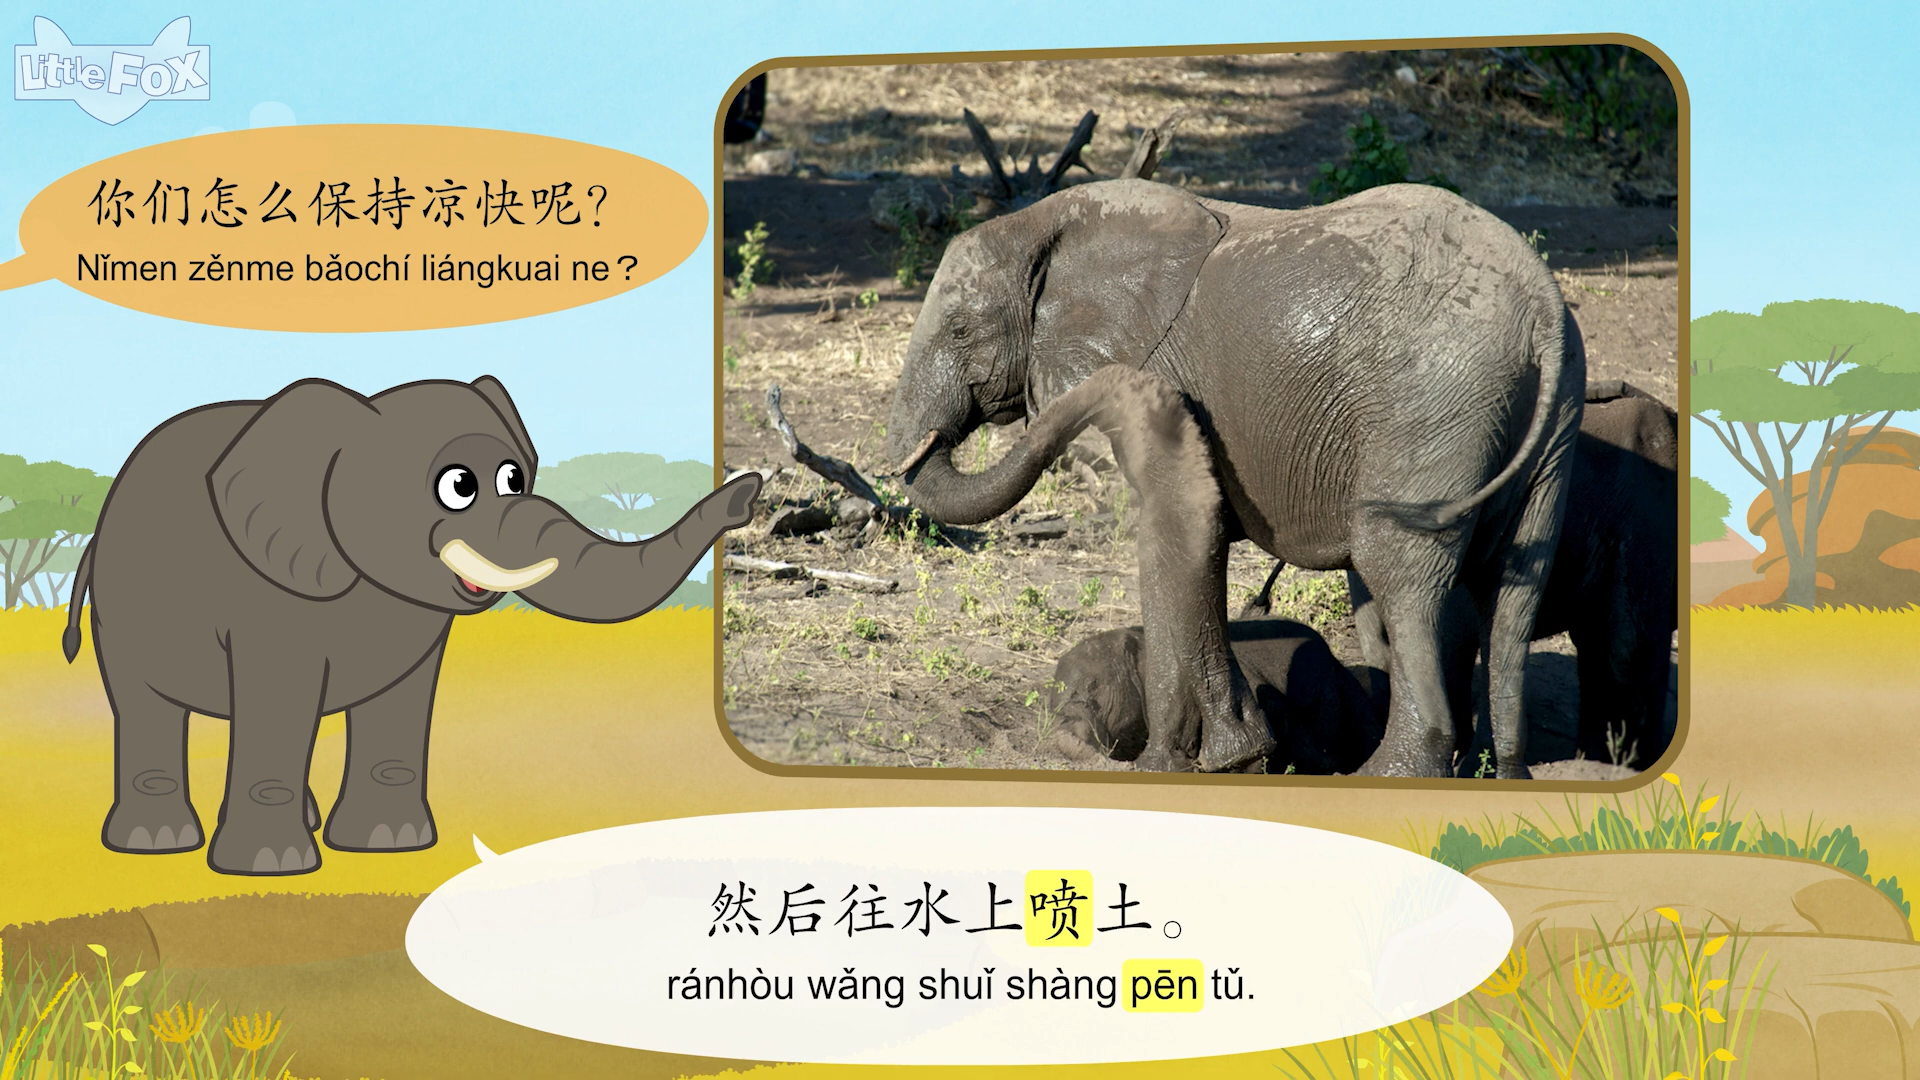 Little Fox
你们怎么保持凉快呢？
Nǐmen zěnme bǎochí liángkuai ne？
然后往水上喷土。
ránhòu wǎng shuǐ shàng pēn tǔ.